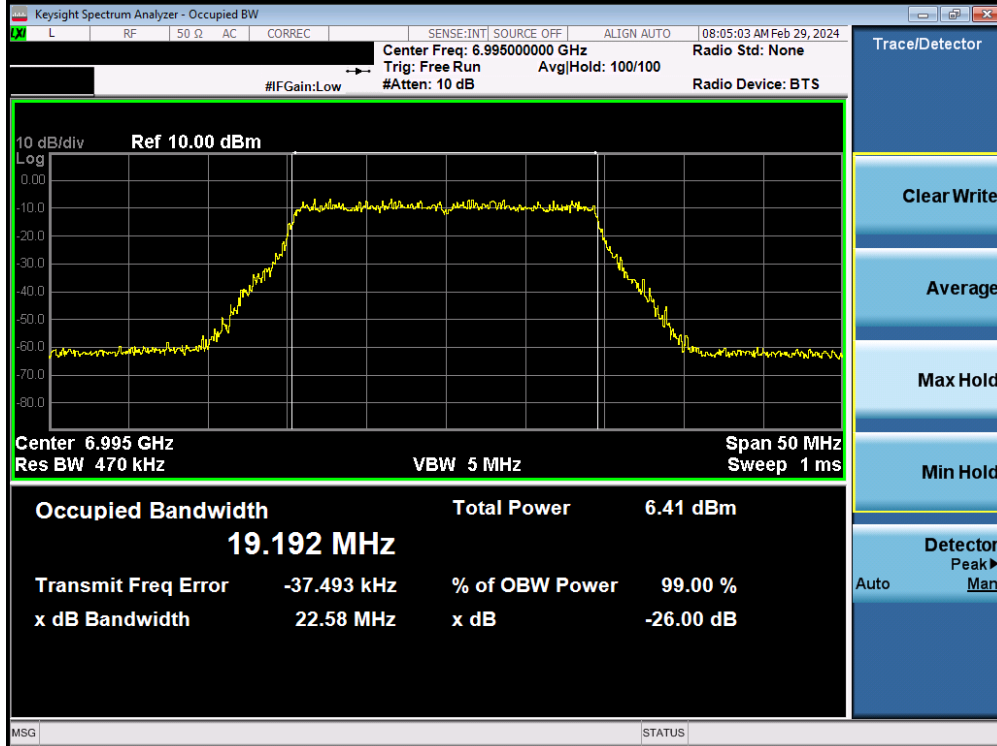 Keysight Spectrum Analyzer - Occupied BW
LXI L RF 50 Ω AC CORREC SENSE:INT SOURCE OFF ALIGN AUTO 08:05:03 AM Feb 29, 2024
Center Freq: 6.995000000 GHz Radio Std: None
Trig: Free Run Avg|Hold: 100/100
#IFGain:Low #Atten: 10 dB Radio Device: BTS
Trace/Detector
10 dB/div Ref 10.00 dBm
Log
0.00
-10.0
-20.0
-30.0
-40.0
-50.0
-60.0
-70.0
-80.0
Center 6.995 GHz Span 50 MHz
Res BW 470 kHz VBW 5 MHz Sweep 1 ms
Occupied Bandwidth Total Power 6.41 dBm
19.192 MHz
Transmit Freq Error -37.493 kHz % of OBW Power 99.00 %
x dB Bandwidth 22.58 MHz x dB -26.00 dB
Clear Write
Average
Max Hold
Min Hold
Detector
Peak▶
Auto Man
MSG STATUS